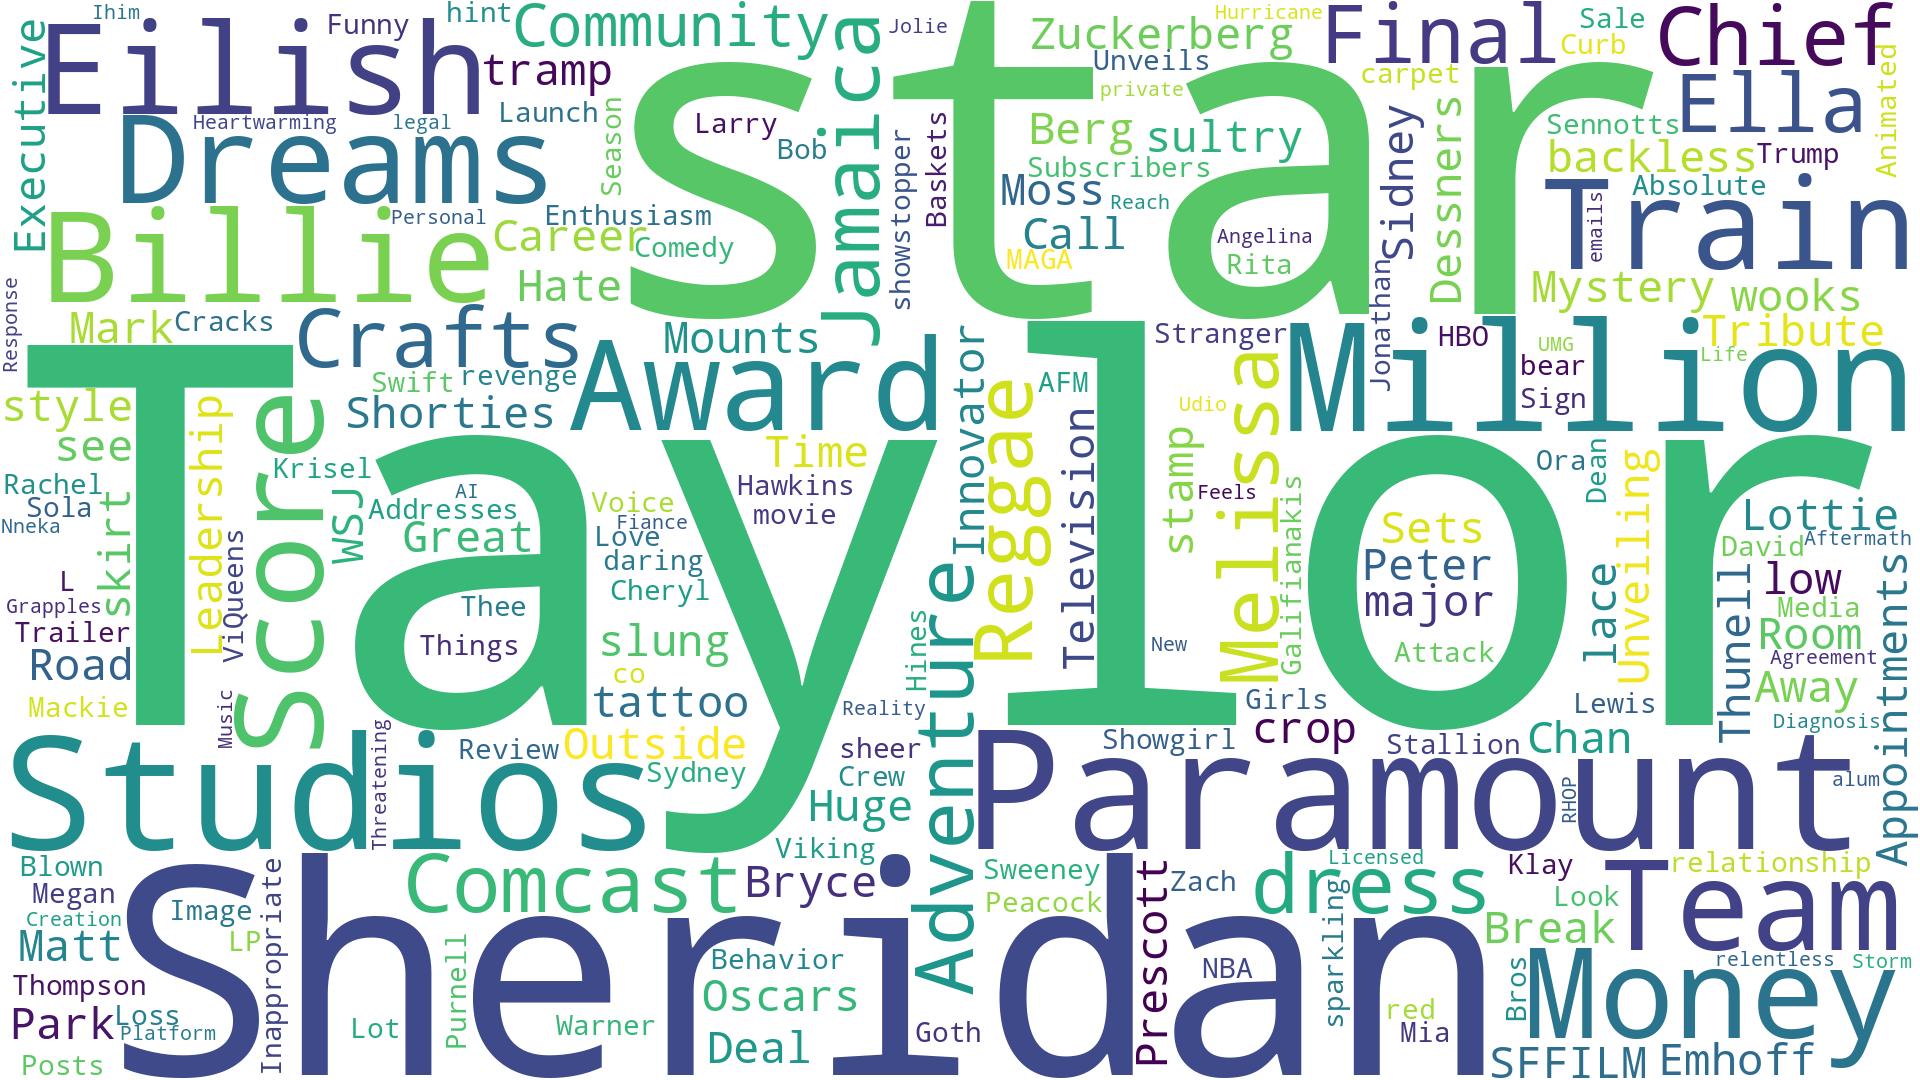 Ihim
Funny
hint
Community
Jolie
Hurricane
Zuckerberg
Final
Sale
Chief
Executive
Eilish
tramp
Jamaica
star
Unveils
Curb
carpet
private
Animated
Launch
Season
Heartwarming
legal
Dreams
Larry
Bob
Baskets
Berg
sultry
Subscribers
Sidney
Dessners
Sennotts
Ella
backless
Trump
showstopper
Moss
Reach
Absolute
Train
emails
Personal
Enthusiasm
Billie
Career
Comedy
Call
MAGA
Angelina
Rita
Hate
Jonathan
Mystery
wooks
Response
Mark
Cracks
Crafts
Mounts
Stranger
HBO
UMG
Tribute
Life
Taylor
Swift
revenge
Award
Innovator
AFM
Million
bear
Sign
style
Shorties
Reggae
Udio
Melissa
see
Leadership
Score
Time
Television
stamp
Ora
Dean
Unveiling
Krisel
Rachel
Sola
Nneka
skirt
WSJ
Addresses
AI
Great
Voice
Fiance
Love
Hawkins
movie
Feels
Galifianakis
Sets
Peter
major
Lottie
David
Aftermath
daring
Cheryl
L
Grapples
Trailer
ViQueens
Thee
Things
slung
Hines
Adventure
New
Attack
lace
Thunell
low
Media
Room
Agreement
Appointments
Road
co
tattoo
Mackie
Music
Reality
Girls
crop
Lewis
Away
Diagnosis
Studios
Threatening
Review
Outside
Sydney
sheer
Crew
Huge
Showgirl
Stallion
Chan
Paramount
RHOP
alum
Viking
Blown
Megan
Creation
Image
Inappropriate
Comcast
Bryce
Sweeney
Peacock
Prescott
Zach
Licensed
dress
Klay
Look
relationship
Team
Break
Matt
LP
Sheridan
Thompson
Purnell
Behavior
Oscars
NBA
sparkling
Bros
relentless
Storm
Money
Park
Loss
Platform
Lot
Warner
Deal
Goth
red
Mia
Posts
SFFILM
Emhoff